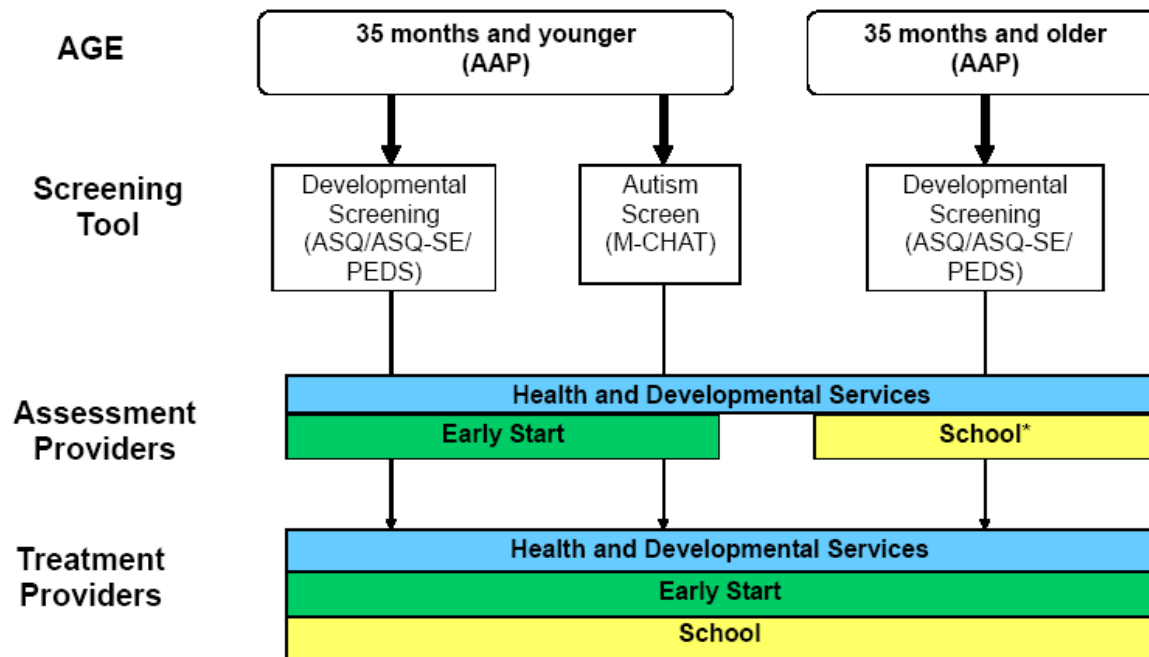 AGE
35 months and younger
(AAP)
35 months and older
(AAP)
Screening
Tool
Developmental
Screening
(ASQ/ASQ-SE/
PEDS)
Autism
Screen
(M-CHAT)
Developmental
Screening
(ASQ/ASQ-SE/
PEDS)
Assessment
Providers
Health and Developmental Services
Early Start
School*
Treatment
Providers
Health and Developmental Services
Early Start
School